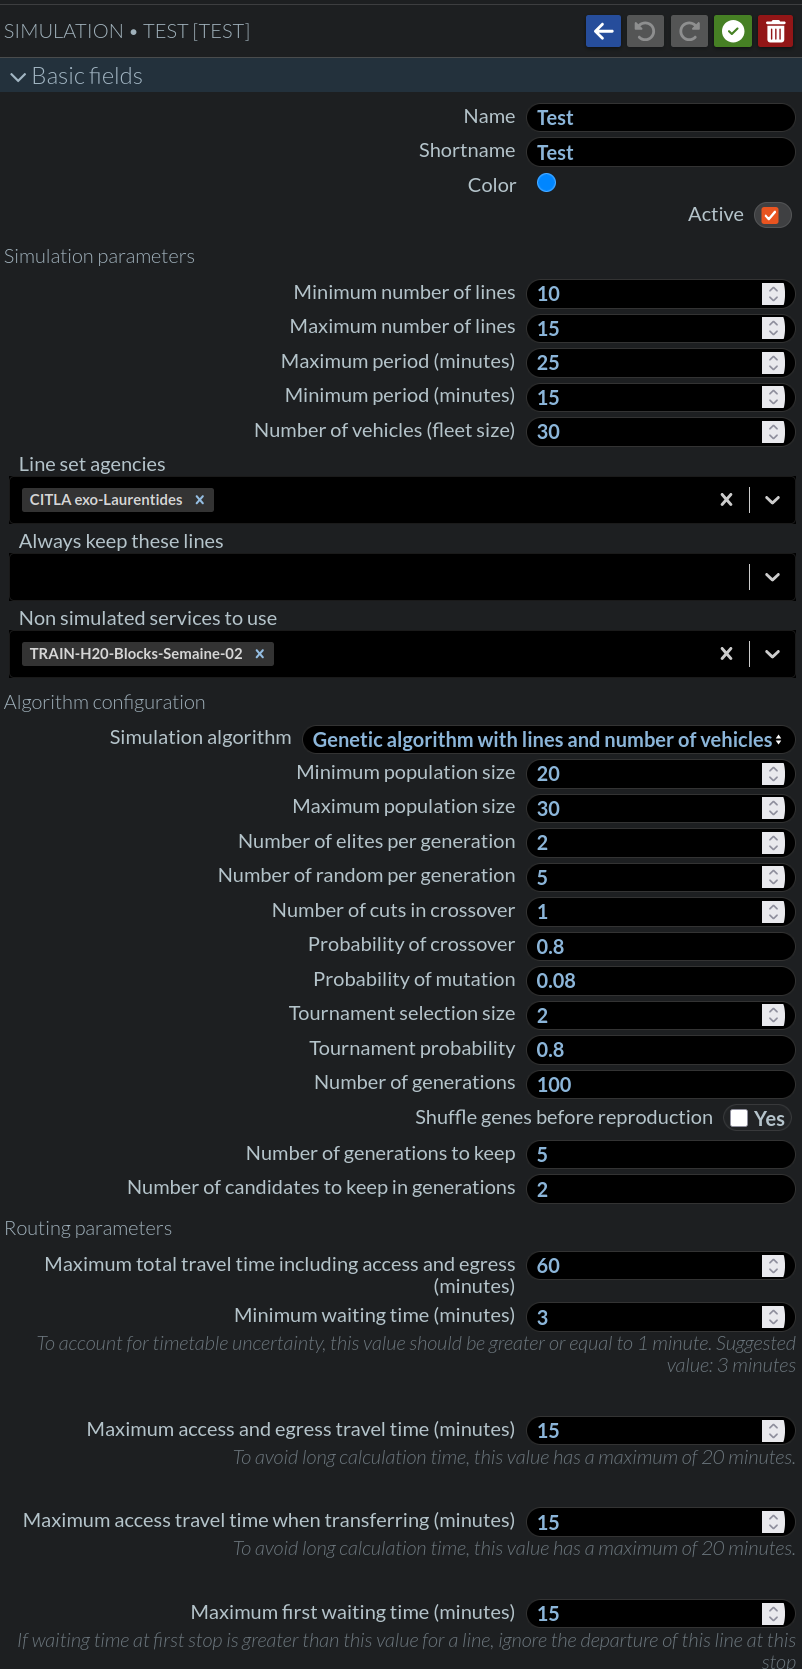 SIMULATION • TEST [TEST]
Basic fields
Name Test
Shortname Test
Color
Active
Simulation parameters
Minimum number of lines 10
Maximum number of lines 15
Maximum period (minutes) 25
Minimum period (minutes) 15
Number of vehicles (fleet size) 30
Line set agencies
CITLA exo-Laurentides ×
Always keep these lines
Non simulated services to use
TRAIN-H20-Blocks-Semaine-02 ×
Algorithm configuration
Simulation algorithm Genetic algorithm with lines and number of vehicles
Minimum population size 20
Maximum population size 30
Number of elites per generation 2
Number of random per generation 5
Number of cuts in crossover 1
Probability of crossover 0.8
Probability of mutation 0.08
Tournament selection size 2
Tournament probability 0.8
Number of generations 100
Shuffle genes before reproduction Yes
Number of generations to keep 5
Number of candidates to keep in generations 2
Routing parameters
Maximum total travel time including access and egress 60
(minutes)
Minimum waiting time (minutes) 3
To account for timetable uncertainty, this value should be greater or equal to 1 minute. Suggested
value: 3 minutes
Maximum access and egress travel time (minutes) 15
To avoid long calculation time, this value has a maximum of 20 minutes.
Maximum access travel time when transferring (minutes) 15
To avoid long calculation time, this value has a maximum of 20 minutes.
Maximum first waiting time (minutes) 15
If waiting time at first stop is greater than this value for a line, ignore the departure of this line at this
stop